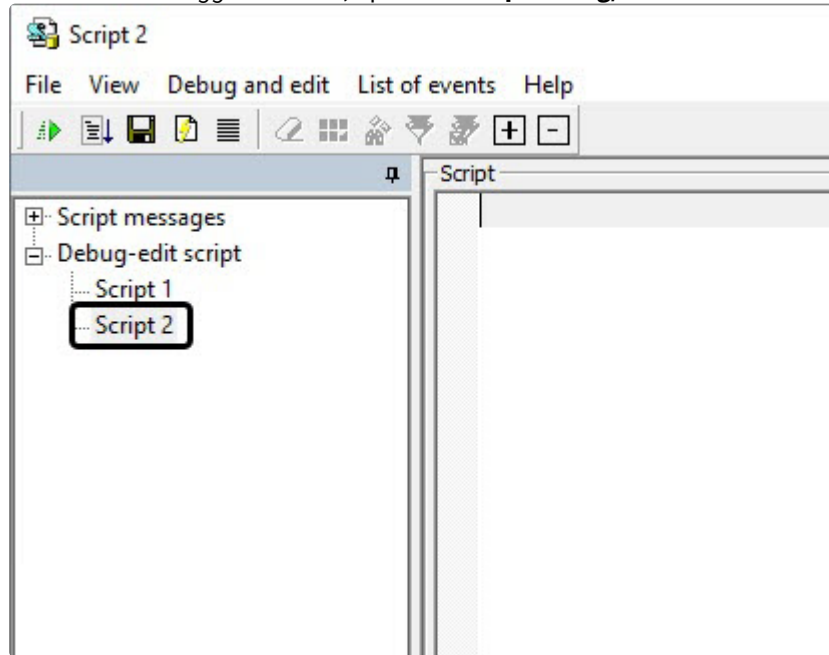 Script 2
File View Debug and edit List of events Help
Script
Script messages
Debug-edit script
Script 1
Script 2